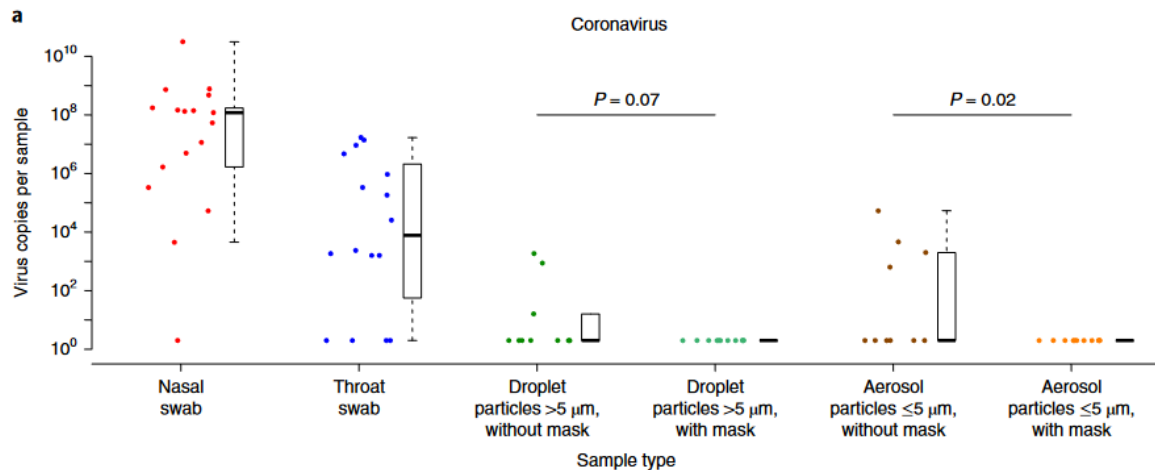 a
Coronavirus
Virus copies per sample
10^10
10^8
10^6
10^4
10^2
10^0
P = 0.07
P = 0.02
Nasal
swab
Throat
swab
Droplet
particles >5 μm,
without mask
Droplet
particles >5 μm,
with mask
Aerosol
particles ≤5 μm,
without mask
Aerosol
particles ≤5 μm,
with mask
Sample type